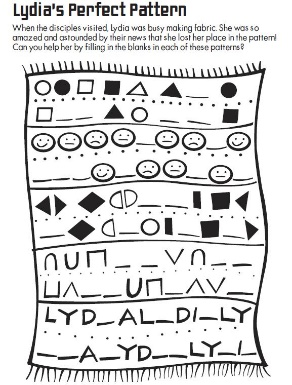 Lydia's Perfect Pattern
When the disciples visited, Lydia was busy making fabric. She was so
amazed and astounded by their news that she lost her place in the pattern!
Can you help her by filling in the blanks in each of these patterns?
LYD_AL_DI_LY
__A_YD__LY_I_